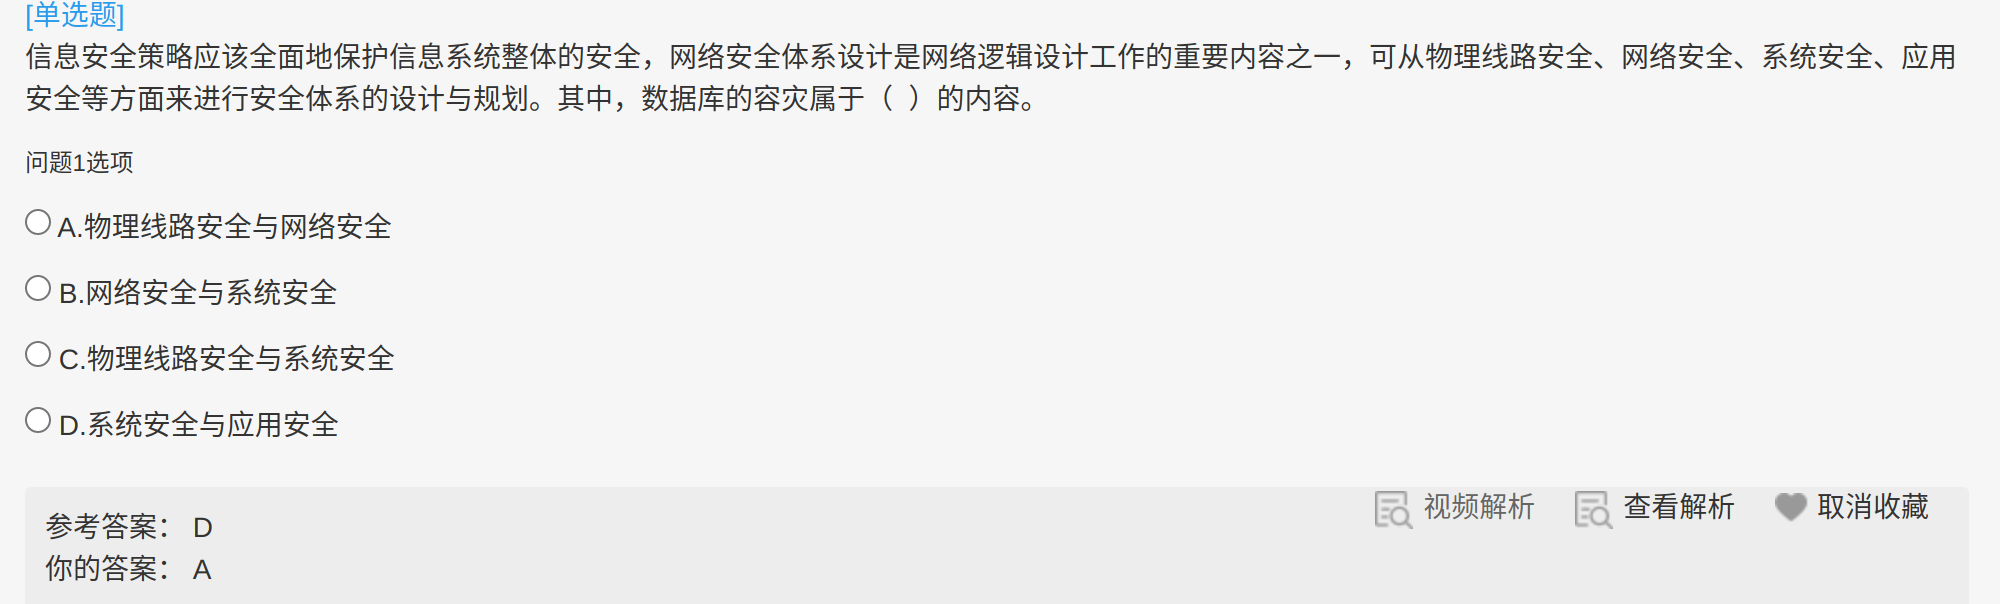 [单选题]
信息安全策略应该全面地保护信息系统整体的安全，网络安全体系设计是网络逻辑设计工作的重要内容之一，可从物理线路安全、网络安全、系统安全、应用
安全等方面来进行安全体系的设计与规划。其中，数据库的容灾属于（  ）的内容。
问题1选项
A.物理线路安全与网络安全
B.网络安全与系统安全
C.物理线路安全与系统安全
D.系统安全与应用安全
视频解析 查看解析 取消收藏
参考答案： D
你的答案： A